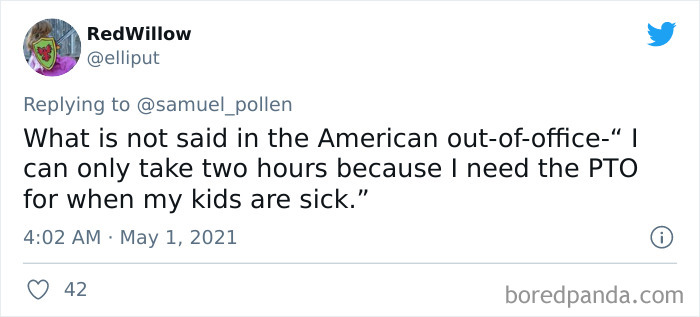 RedWillow
@elliput
Replying to @samuel_pollen
What is not said in the American out-of-office-“ I
can only take two hours because I need the PTO
for when my kids are sick.”
4:02 AM · May 1, 2021
42
boredpanda.com